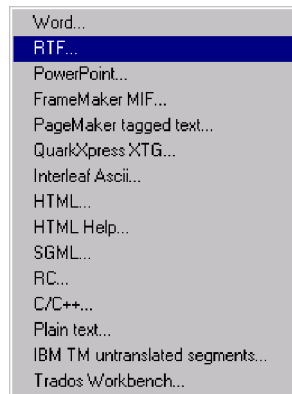 Word...
RTF...
PowerPoint...
FrameMaker MIF...
PageMaker tagged text...
QuarkXpress XTG...
Interleaf Ascii...
HTML...
HTML Help...
SGML...
RC...
C/C++...
Plain text...
IBM TM untranslated segments...
Trados Workbench...